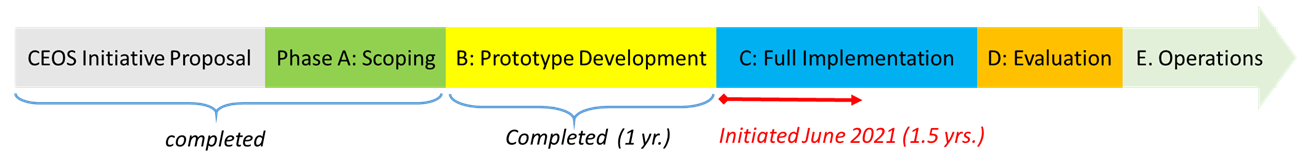 CEOS Initiative Proposal
Phase A: Scoping
B: Prototype Development
C: Full Implementation
D: Evaluation
E. Operations
completed
Completed (1 yr.)
Initiated June 2021 (1.5 yrs.)